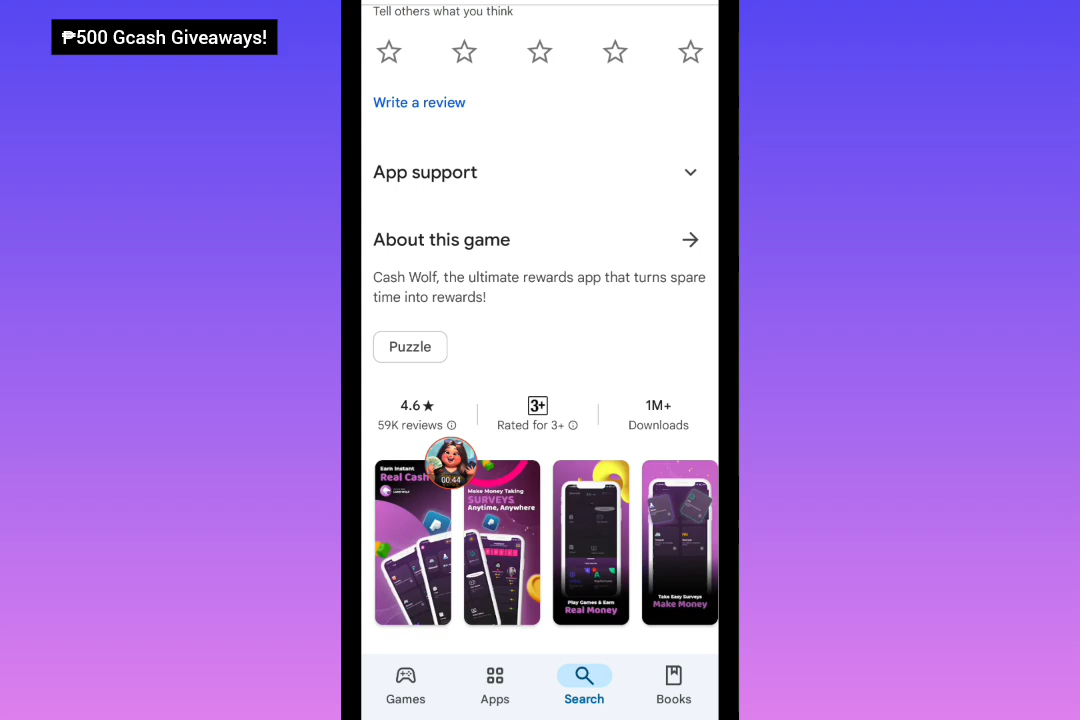 ₱500 Gcash Giveaways!
Tell others what you think
Write a review
App support
About this game
Cash Wolf, the ultimate rewards app that turns spare
time into rewards!
Puzzle
4.6★
59K reviews
3+
Rated for 3+
1M+
Downloads
00:44
Earn Instant
Real Cash
Make Money Taking
SURVEYS
Anytime, Anywhere
Play Games & Earn
Real Money
Take Easy Surveys
Make Money
Games
Apps
Search
Books